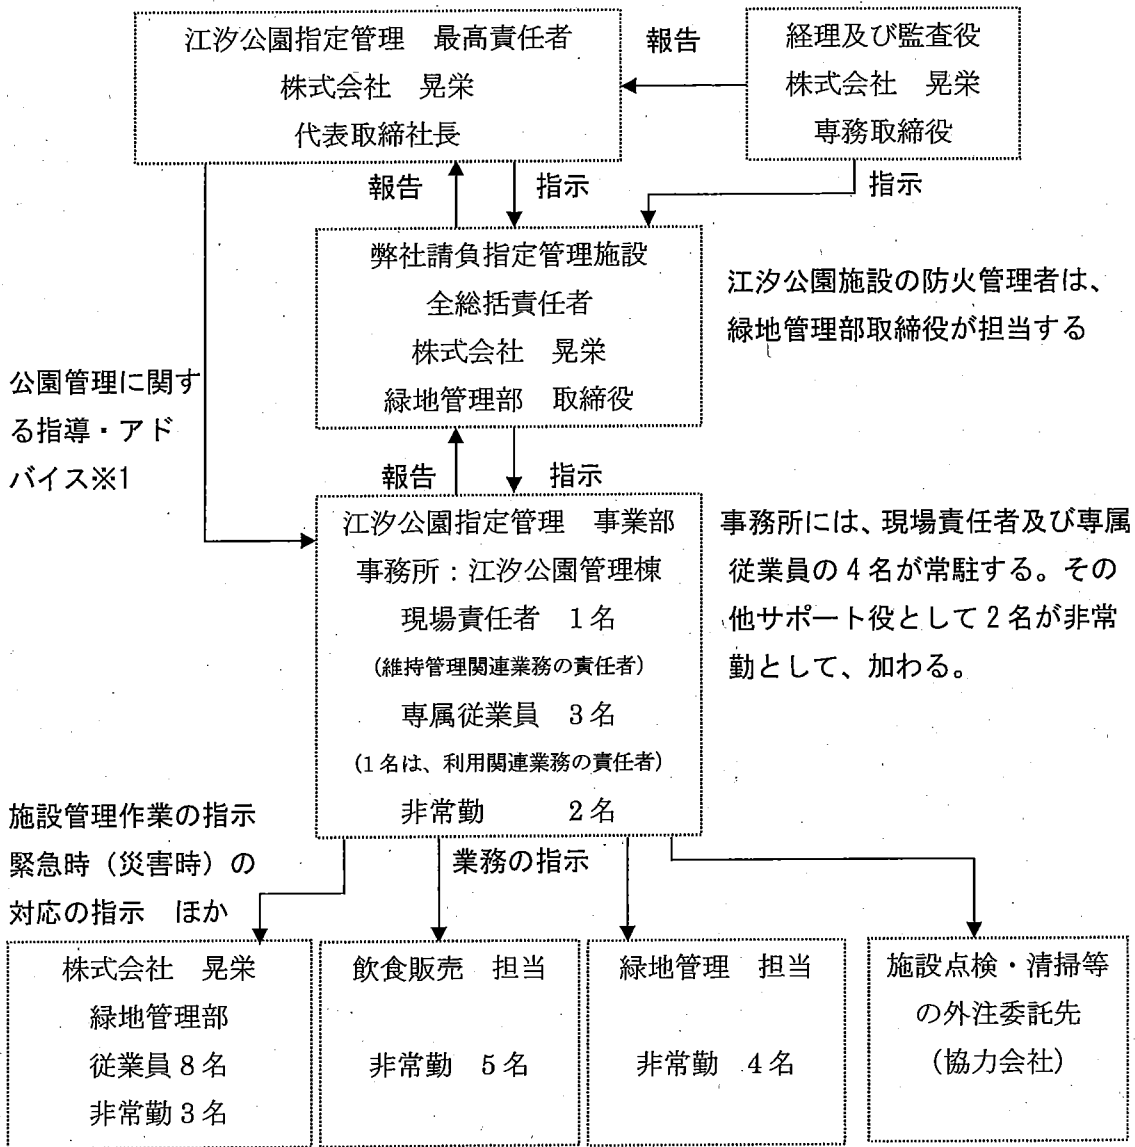 江汐公園指定管理　最高責任者
株式会社　晃栄
代表取締社長
報告
経理及び監査役
株式会社　晃栄
専務取締役
報告
指示
指示
弊社請負指定管理施設
全総括責任者
株式会社　晃栄
緑地管理部　取締役
江汐公園施設の防火管理者は、
緑地管理部取締役が担当する
公園管理に関す
る指導・アド
バイス※1
報告
指示
江汐公園指定管理　事業部
事務所：江汐公園管理棟
現場責任者　1名
(維持管理関連業務の責任者)
専属従業員　3名
(1名は、利用関連業務の責任者)
非常勤　2名
事務所には、現場責任者及び専属
従業員の4名が常駐する。その
他サポート役として2名が非常
勤として、加わる。
施設管理作業の指示
緊急時（災害時）の
対応の指示　ほか
業務の指示
株式会社　晃栄
緑地管理部
従業員8名
非常勤3名
飲食販売　担当
非常勤　5名
緑地管理　担当
非常勤　4名
施設点検・清掃等
の外注委託先
(協力会社)